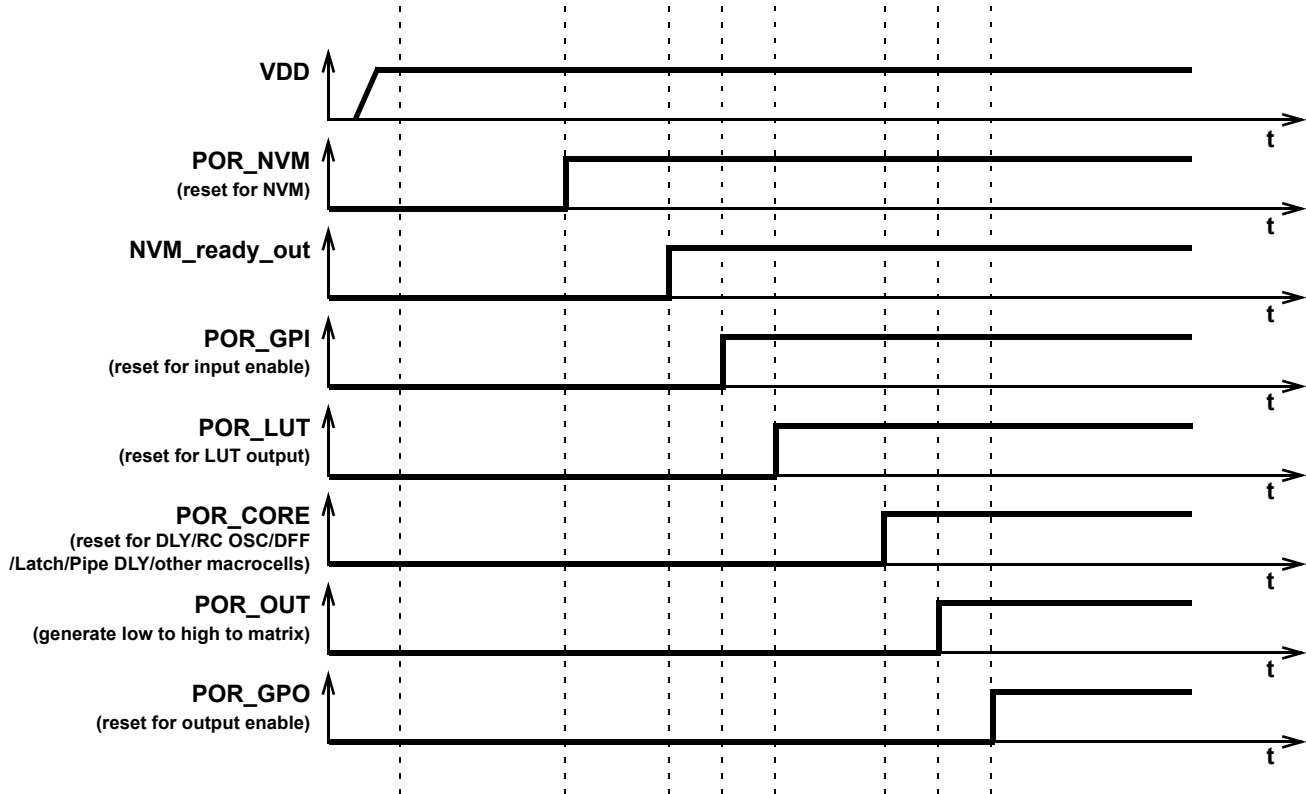 VDD
t
POR_NVM
(reset for NVM)
t
NVM_ready_out
t
POR_GPI
(reset for input enable)
t
POR_LUT
(reset for LUT output)
t
POR_CORE
(reset for DLY/RC OSC/DFF
/Latch/Pipe DLY/other macrocells)
t
POR_OUT
(generate low to high to matrix)
t
POR_GPO
(reset for output enable)
t